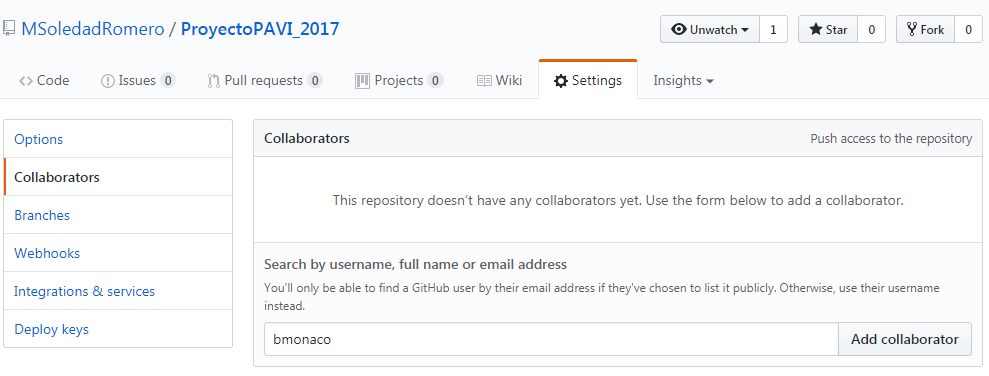 MSoledadRomero / ProyectoPAVI_2017
Unwatch 1 Star 0 Fork 0
Code Issues 0 Pull requests 0 Projects 0 Wiki Settings Insights
Options
Collaborators
Branches
Webhooks
Integrations & services
Deploy keys
Collaborators Push access to the repository
This repository doesn't have any collaborators yet. Use the form below to add a collaborator.
Search by username, full name or email address
You'll only be able to find a GitHub user by their email address if they've chosen to list it publicly. Otherwise, use their username
instead.
bmonaco Add collaborator